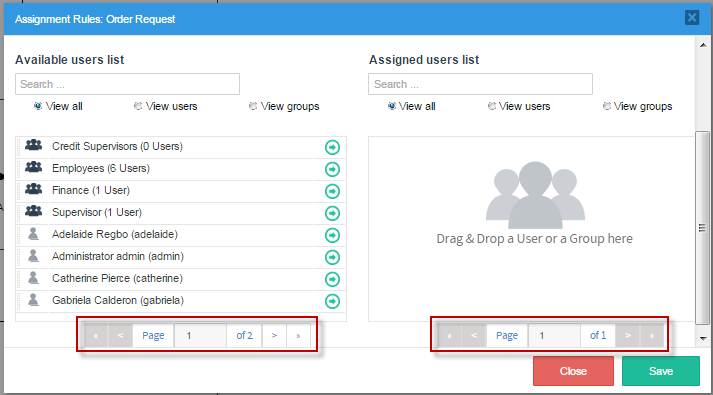 Assignment Rules: Order Request
Available users list
Search ...
View all View users View groups
Credit Supervisors (0 Users)
Employees (6 Users)
Finance (1 User)
Supervisor (1 User)
Adelaide Regbo (adelaide)
Administrator admin (admin)
Catherine Pierce (catherine)
Gabriela Calderon (gabriela)
« < Page 1 of 2 > »
Assigned users list
Search ...
View all View users View groups
Drag & Drop a User or a Group here
« < Page 1 of 1 > »
Close Save